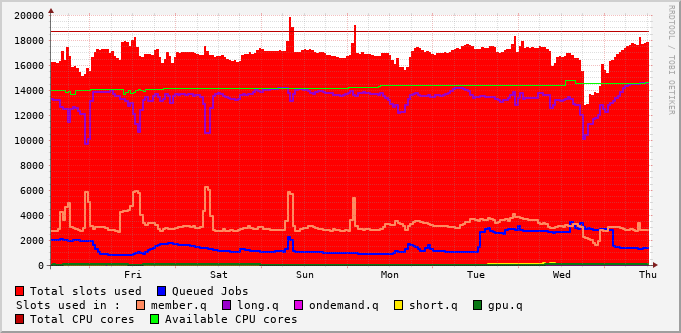 20000
18000
16000
14000
12000
10000
8000
6000
4000
2000
0
Fri Sat Sun Mon Tue Wed Thu
RRDTOOL / TOBI OETIKER
Total slots used Queued Jobs
Slots used in : member.q long.q ondemand.q short.q gpu.q
Total CPU cores Available CPU cores